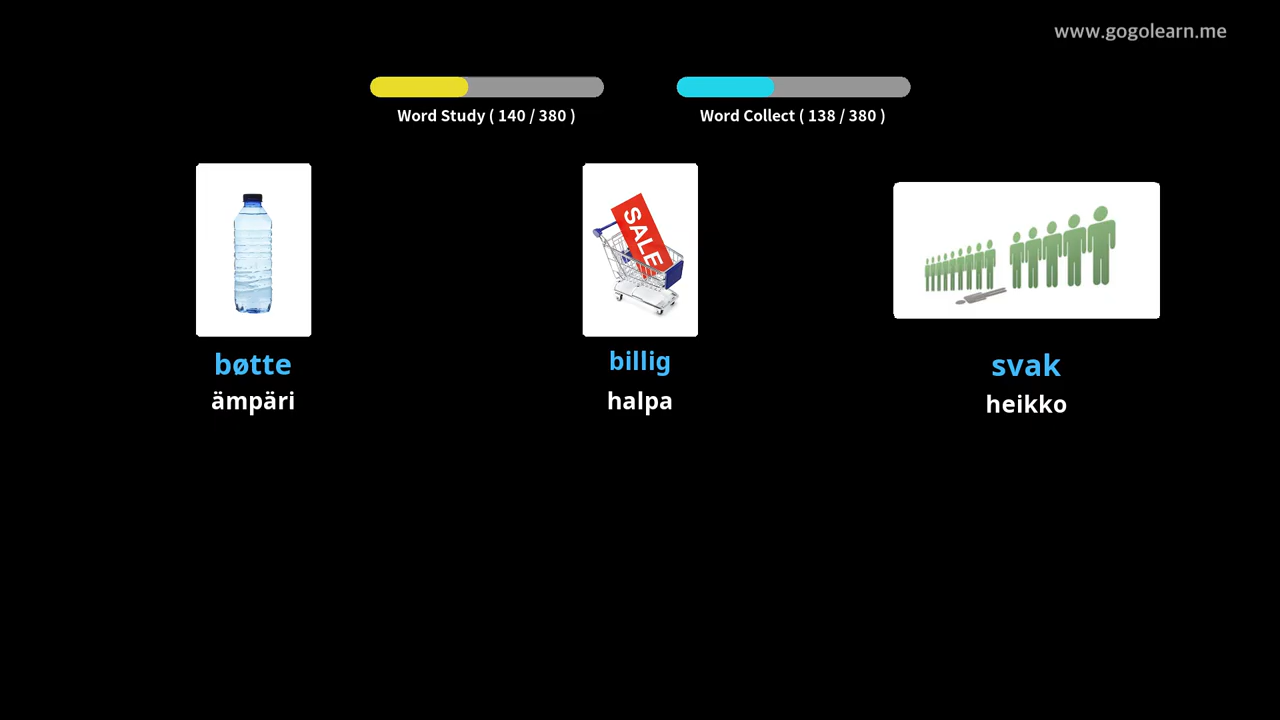 www.gogolearn.me
Word Study ( 140 / 380 )
Word Collect ( 138 / 380 )
SALE
bøtte
billig
svak
ämpäri
halpa
heikko